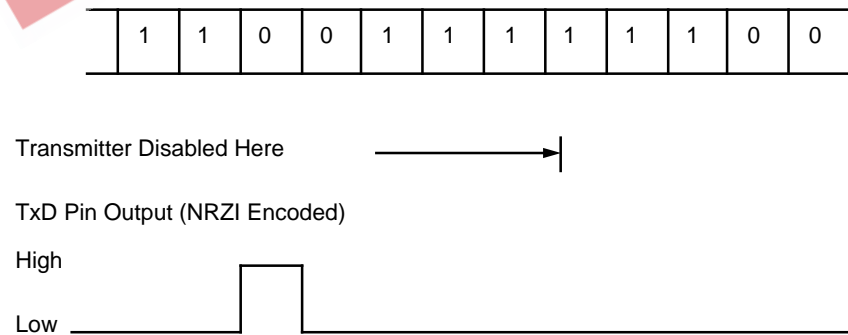 1 1 0 0 1 1 1 1 1 1 0 0
Transmitter Disabled Here
TxD Pin Output (NRZI Encoded)
High
Low